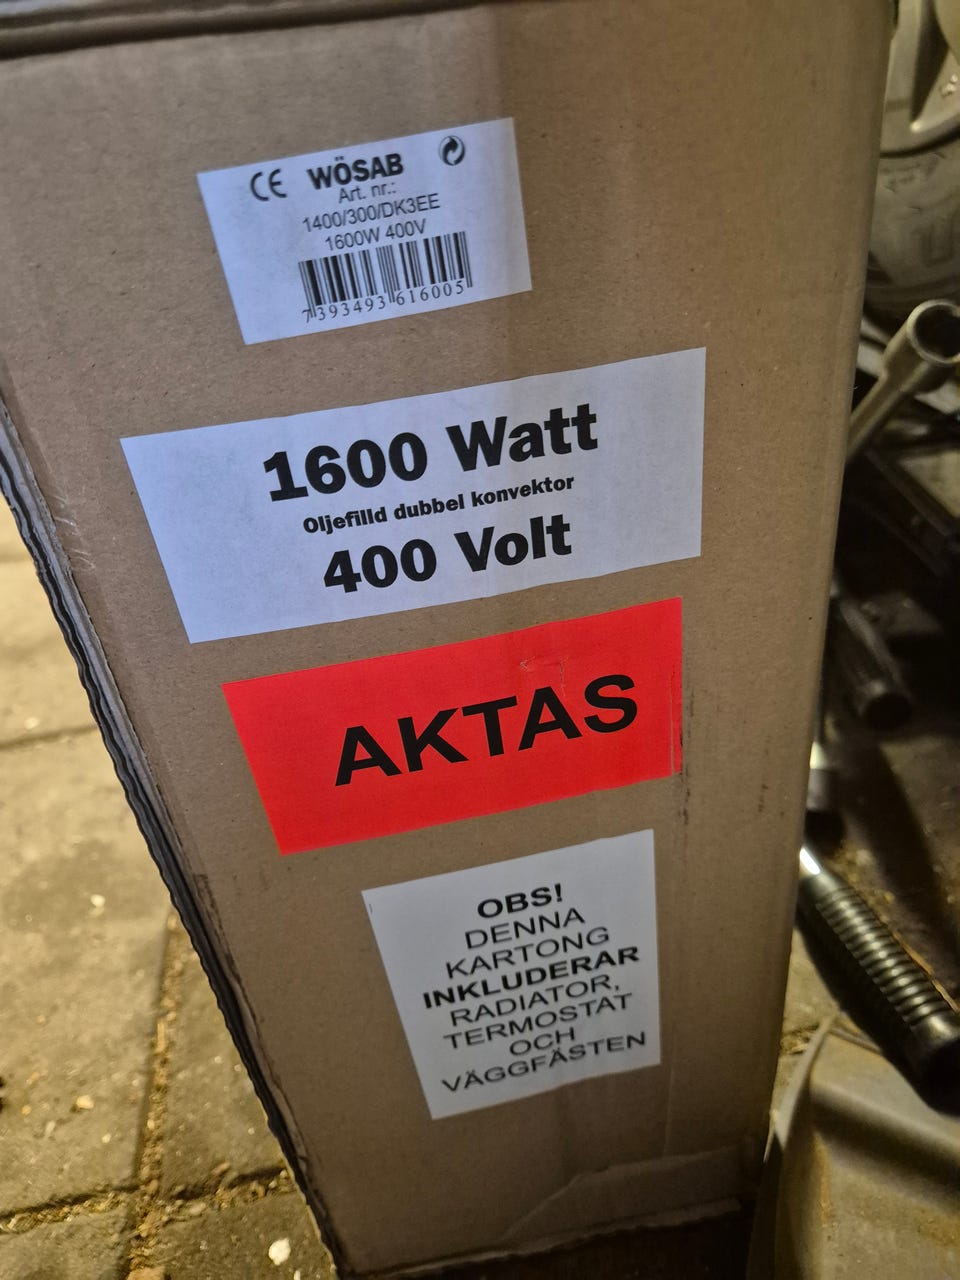 CE WÖSAB
Art. nr.:
1400/300/DK3EE
1600W 400V
7393493616005
1600 Watt
Oljefilld dubbel konvektor
400 Volt
AKTAS
OBS!
DENNA
KARTONG
INKLUDERAR
RADIATOR,
TERMOSTAT
OCH
VÄGGFÄSTEN